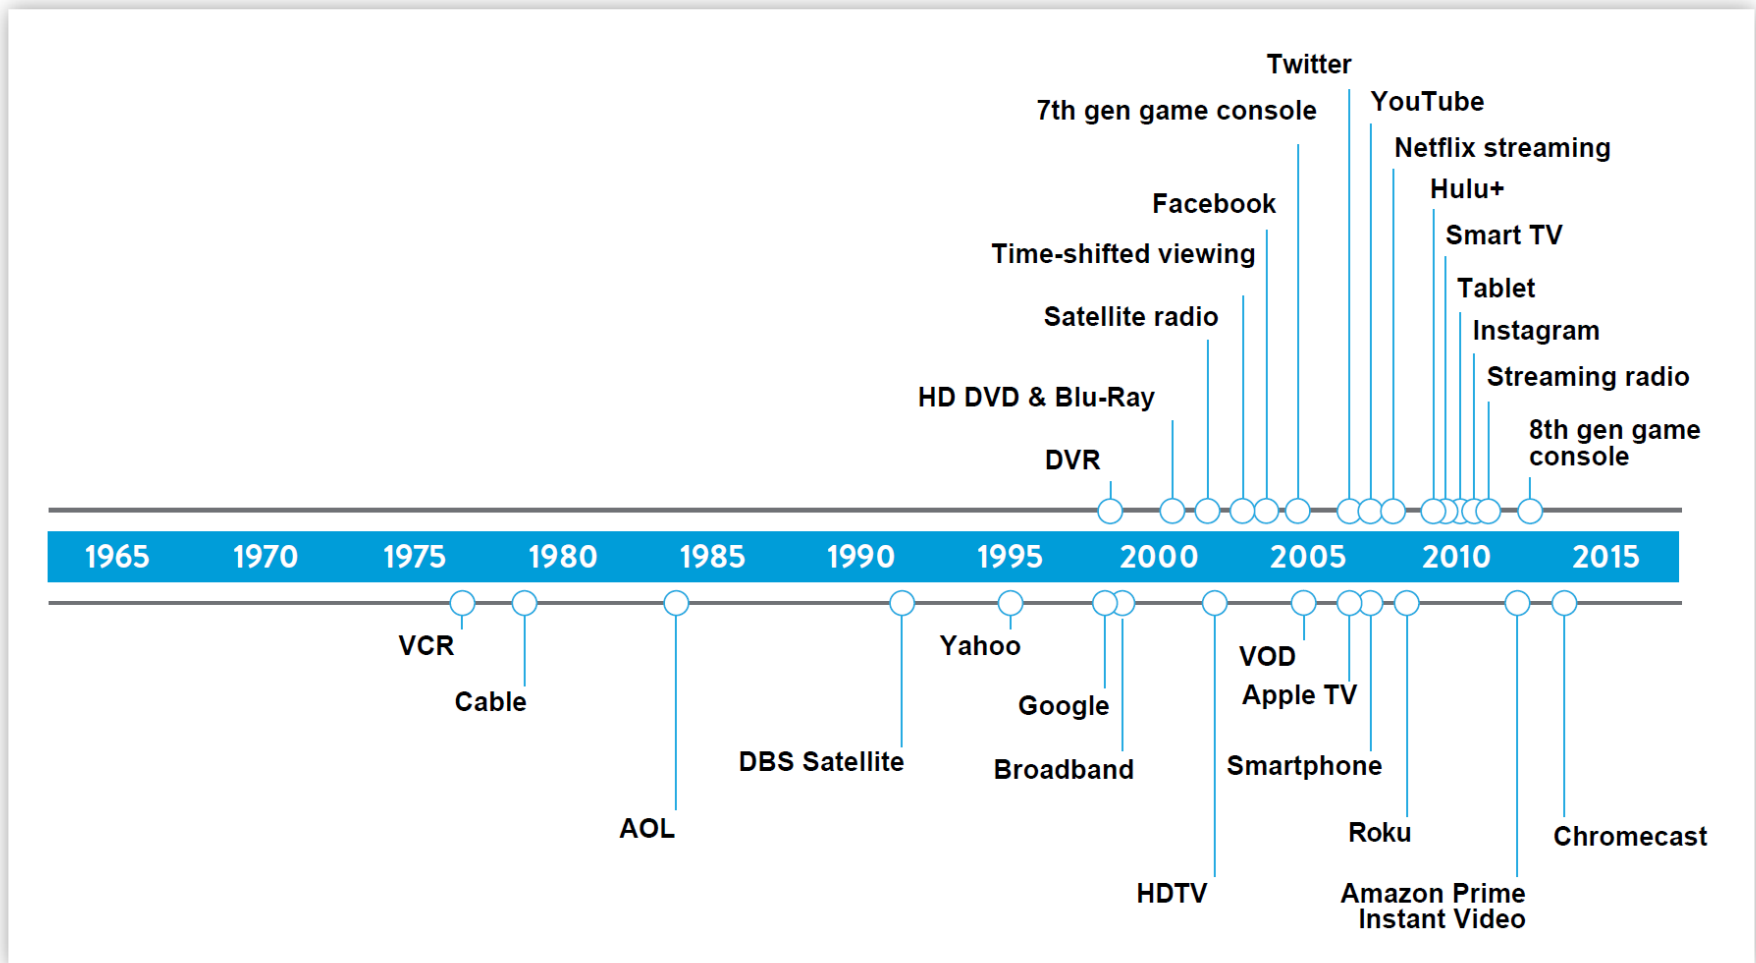 Twitter
YouTube
7th gen game console
Netflix streaming
Hulu+
Facebook
Smart TV
Time-shifted viewing
Tablet
Satellite radio
Instagram
Streaming radio
HD DVD & Blu-Ray
8th gen game
console
DVR
1965 1970 1975 1980 1985 1990 1995 2000 2005 2010 2015
VCR
Yahoo
VOD
Cable
Apple TV
Google
DBS Satellite
Broadband
Smartphone
AOL
Roku
Chromecast
HDTV
Amazon Prime
Instant Video